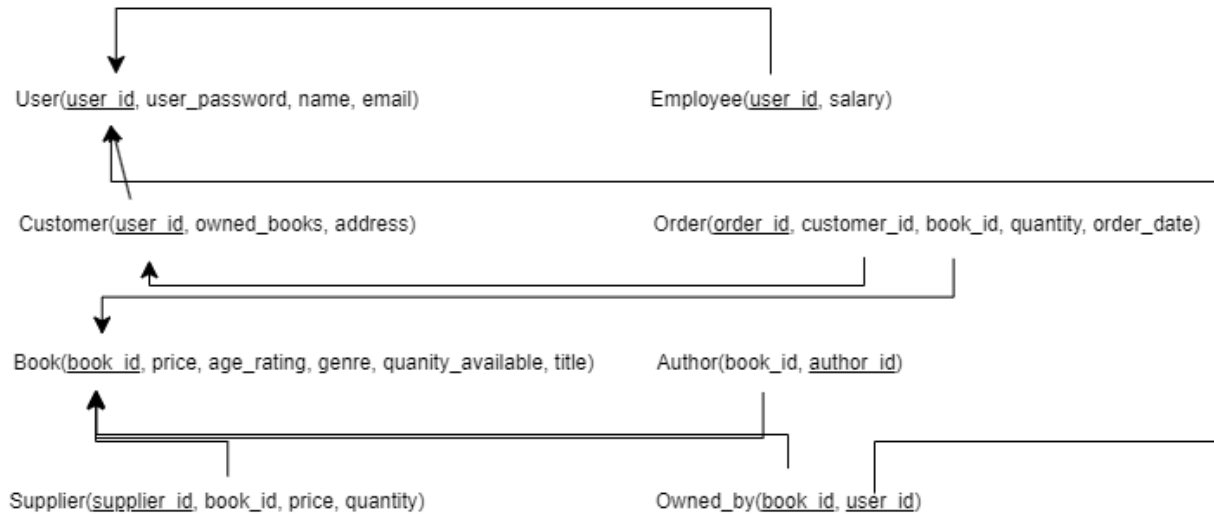 User(user_id, user_password, name, email)
Employee(user_id, salary)
Customer(user_id, owned_books, address)
Order(order_id, customer_id, book_id, quantity, order_date)
Book(book_id, price, age_rating, genre, quanity_available, title)
Author(book_id, author_id)
Supplier(supplier_id, book_id, price, quantity)
Owned_by(book_id, user_id)